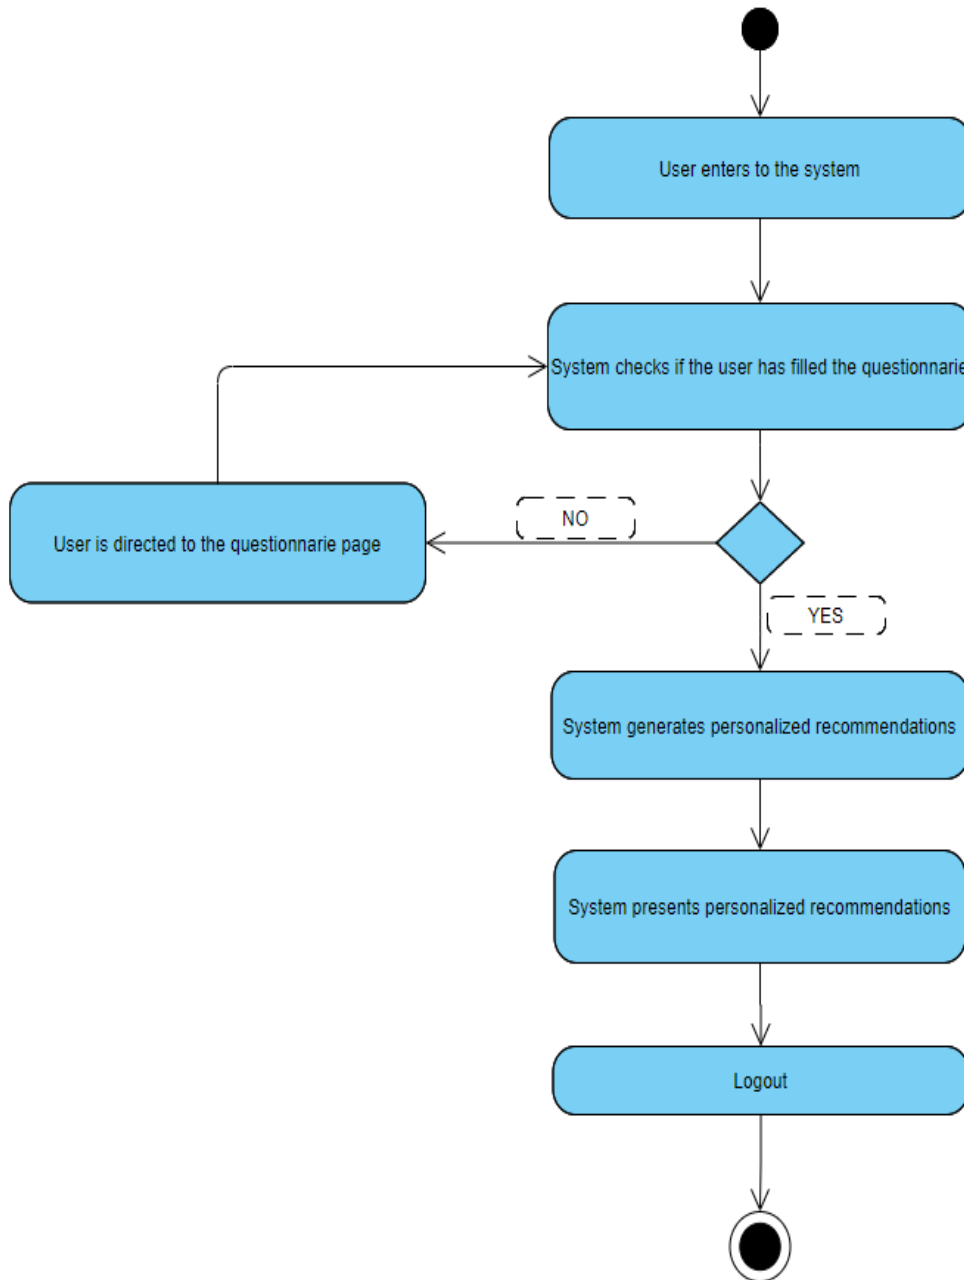 User enters to the system
System checks if the user has filled the questionnarie
NO
User is directed to the questionnarie page
YES
System generates personalized recommendations
System presents personalized recommendations
Logout